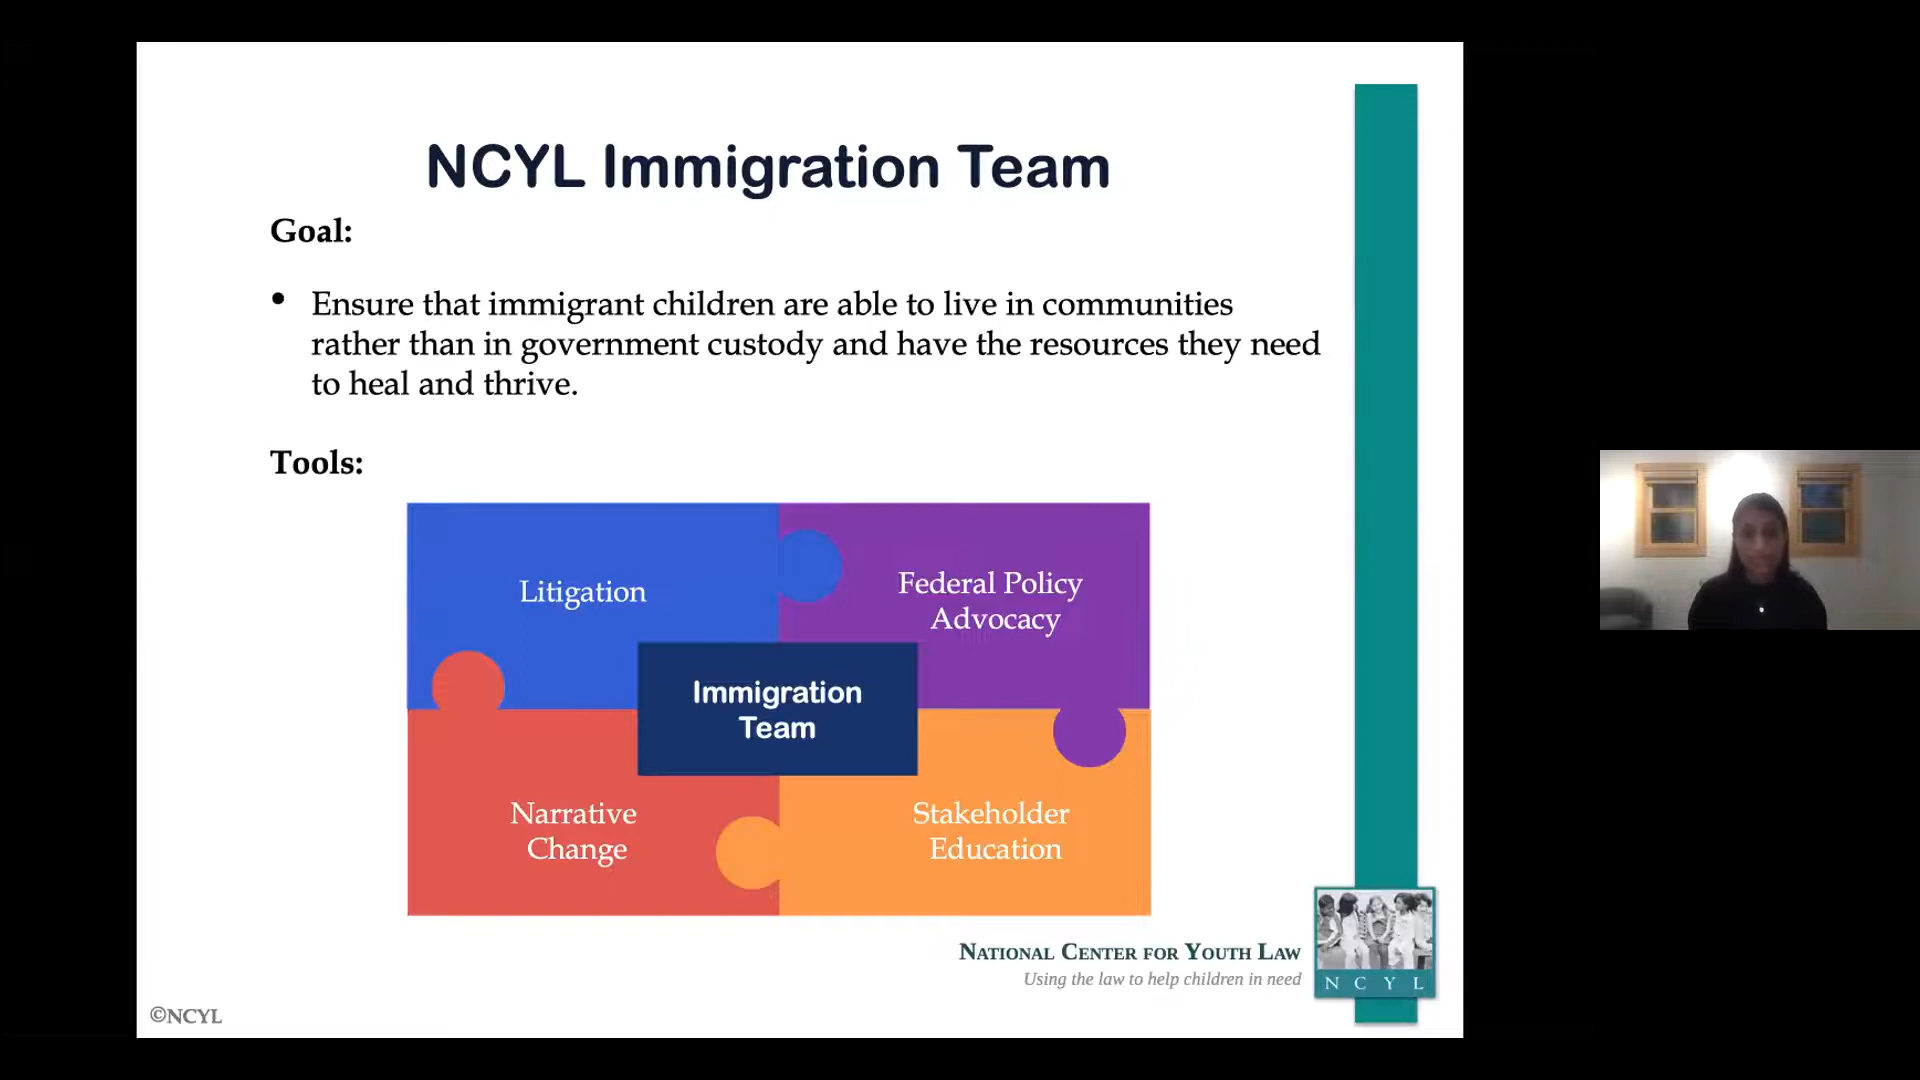 NCYL Immigration Team
Goal:
• Ensure that immigrant children are able to live in communities
rather than in government custody and have the resources they need
to heal and thrive.
Tools:
Litigation
Federal Policy
Advocacy
Immigration
Team
Narrative
Change
Stakeholder
Education
National Center for Youth Law
Using the law to help children in need
N C Y L
©NCYL